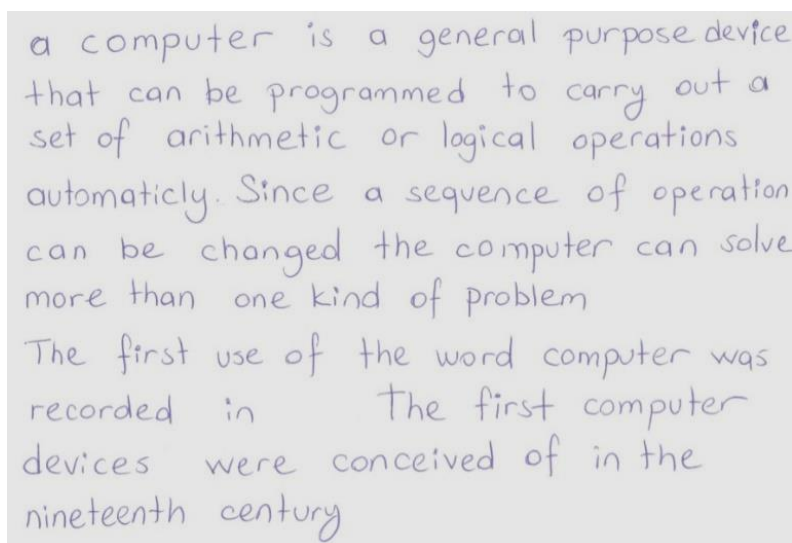 a computer is a general purpose device
that can be programmed to carry out a
set of arithmetic or logical operations
automaticly. Since a sequence of operation
can be changed the computer can solve
more than one kind of problem
The first use of the word computer was
recorded in The first computer
devices were conceived of in the
nineteenth century